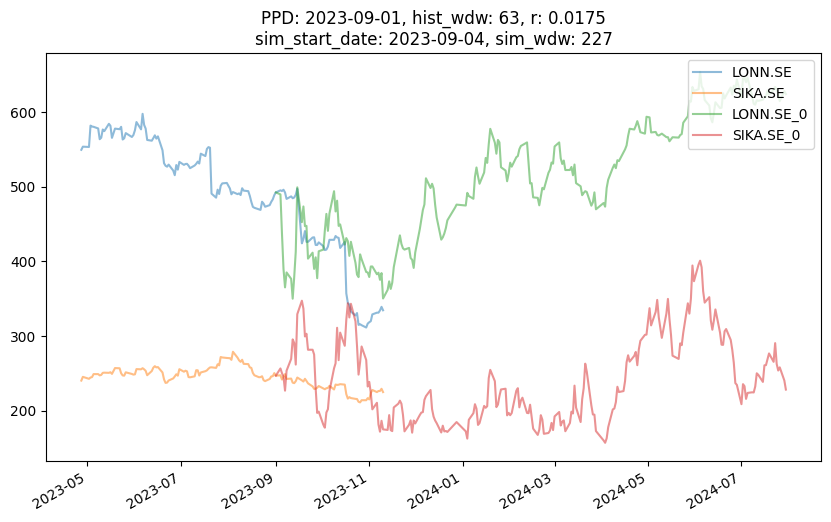 PPD: 2023-09-01, hist_wdw: 63, r: 0.0175
sim_start_date: 2023-09-04, sim_wdw: 227
LONN.SE
SIKA.SE
LONN.SE_0
SIKA.SE_0
600
500
400
300
200
2023-05
2023-07
2023-09
2023-11
2024-01
2024-03
2024-05
2024-07